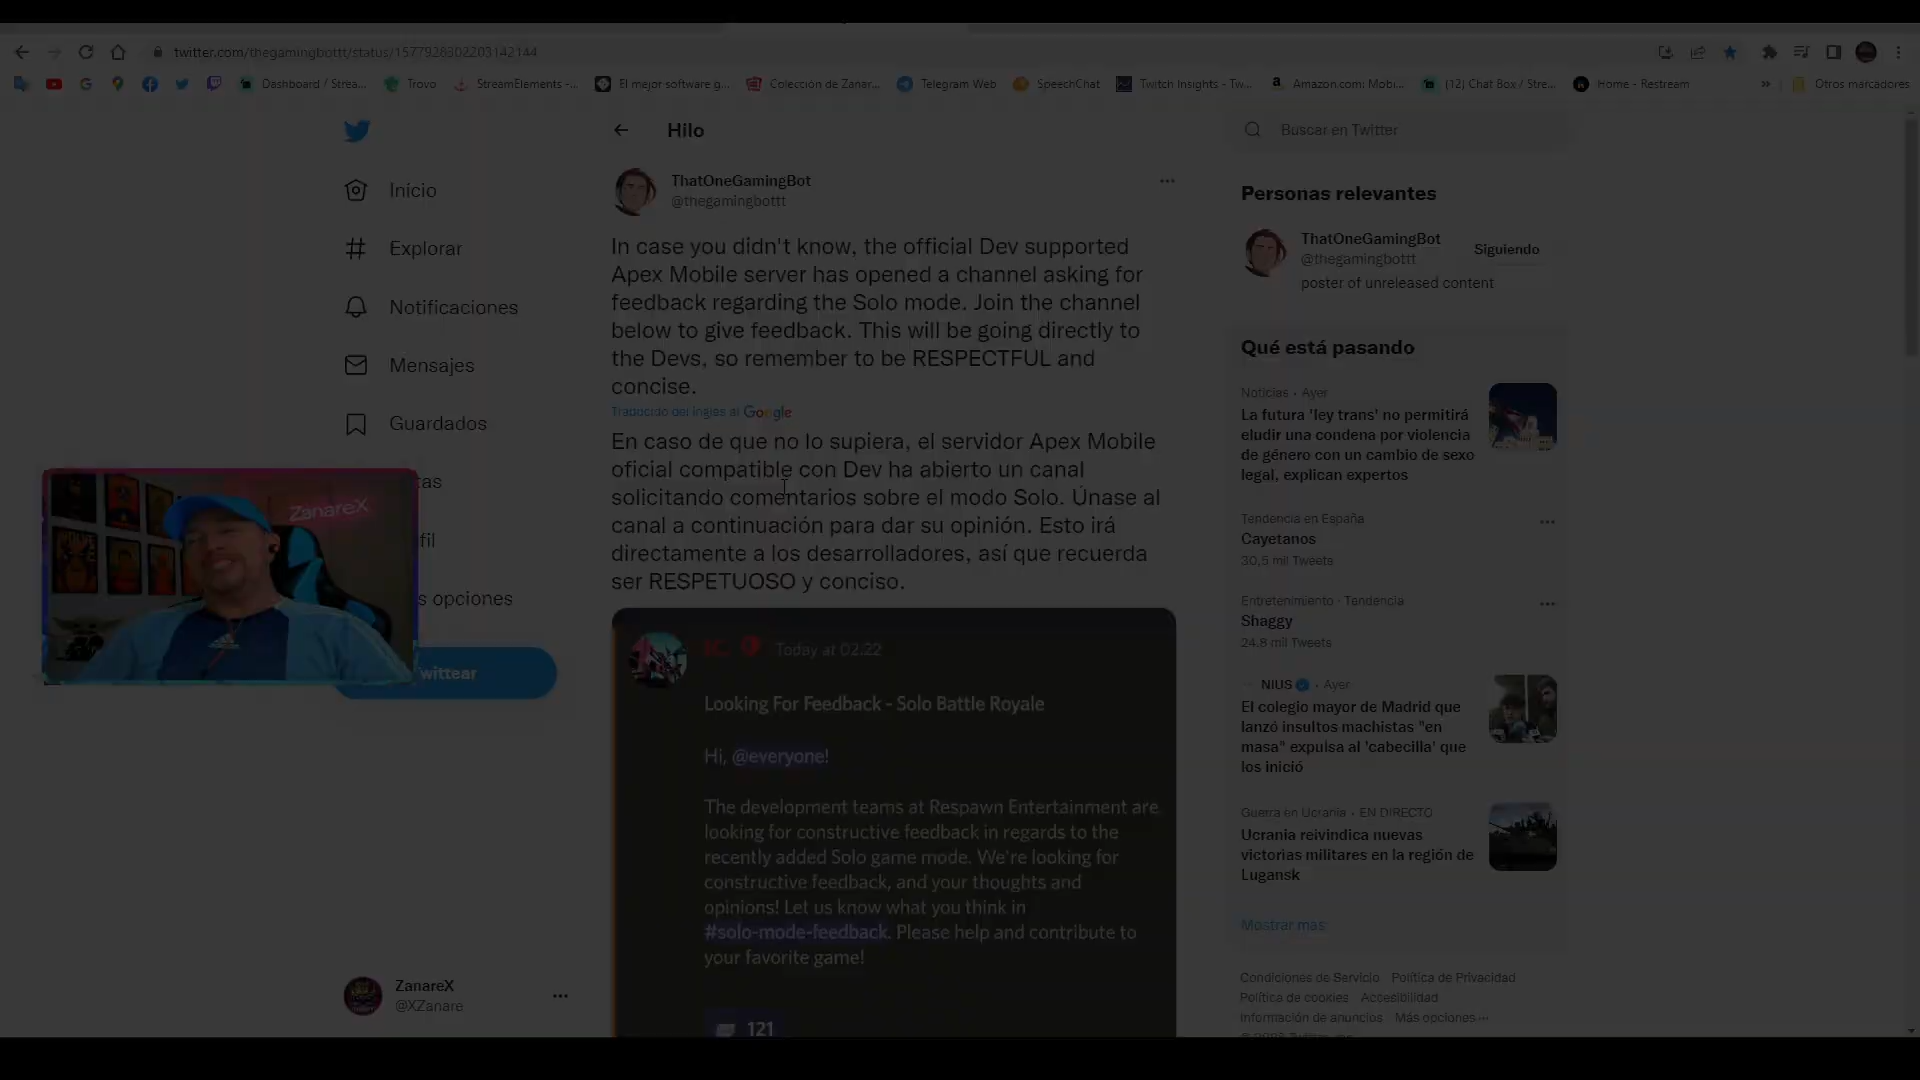 twitter.com/thegamingbottt/status/1577928302203142144
Dashboard / Strea...
Trovo
StreamElements -...
El mejor software g...
Colección de Zanar...
Telegram Web
SpeechChat
Twitch Insights - Tw...
Amazon.com: Mobi...
(12) Chat Box / Stre...
Home - Restream
»
Otros marcadores
Inicio
Explorar
Notificaciones
Mensajes
Guardados
tas
fil
s opciones
wittear
ZanareX
ZanareX
@XZanare
Hilo
ThatOneGamingBot
@thegamingbottt
In case you didn't know, the official Dev supported
Apex Mobile server has opened a channel asking for
feedback regarding the Solo mode. Join the channel
below to give feedback. This will be going directly to
the Devs, so remember to be RESPECTFUL and
concise.
Traducido del inglés al Google
En caso de que no lo supiera, el servidor Apex Mobile
oficial compatible con Dev ha abierto un canal
solicitando comentarios sobre el modo Solo. Únase al
canal a continuación para dar su opinión. Esto irá
directamente a los desarrolladores, así que recuerda
ser RESPETUOSO y conciso.
Today at 02.22
Looking For Feedback - Solo Battle Royale
Hi, @everyone!
The development teams at Respawn Entertainment are
looking for constructive feedback in regards to the
recently added Solo game mode. We're looking for
constructive feedback, and your thoughts and
opinions! Let us know what you think in
#solo-mode-feedback. Please help and contribute to
your favorite game!
121
Buscar en Twitter
Personas relevantes
ThatOneGamingBot
@thegamingbottt
Siguiendo
poster of unreleased content
Qué está pasando
Noticias · Ayer
La futura 'ley trans' no permitirá
eludir una condena por violencia
de género con un cambio de sexo
legal, explican expertos
Tendencia en España
Cayetanos
30,5 mil Tweets
Entretenimiento · Tendencia
Shaggy
24,8 mil Tweets
NIUS · Ayer
El colegio mayor de Madrid que
lanzó insultos machistas "en
masa" expulsa al 'cabecilla' que
los inició
Guerra en Ucrania · EN DIRECTO
Ucrania reivindica nuevas
victorias militares en la región de
Lugansk
Mostrar más
Condiciones de Servicio Política de Privacidad
Política de cookies Accesibilidad
Información de anuncios Más opciones ···